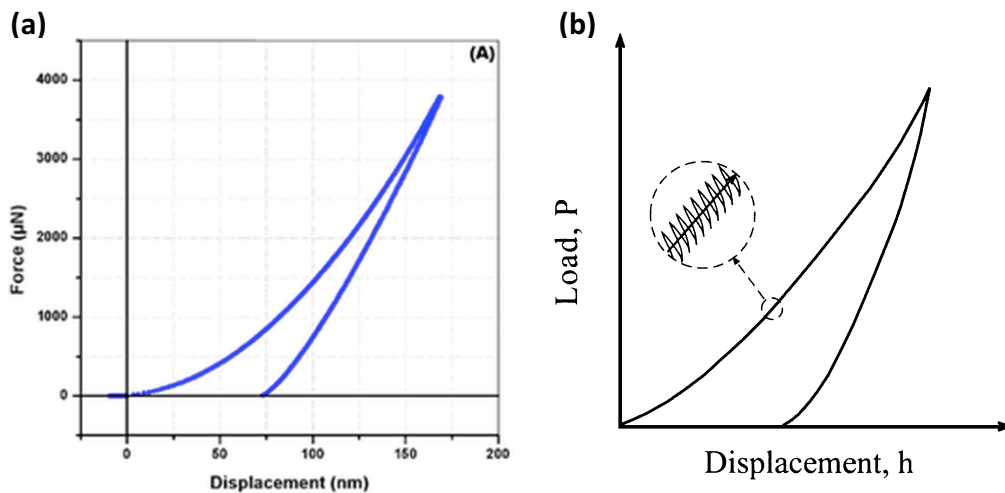 (a)
(A)
4000
3000
2000
1000
0
Force (µN)
0 50 100 150 200
Displacement (nm)
(b)
Load, P
Displacement, h